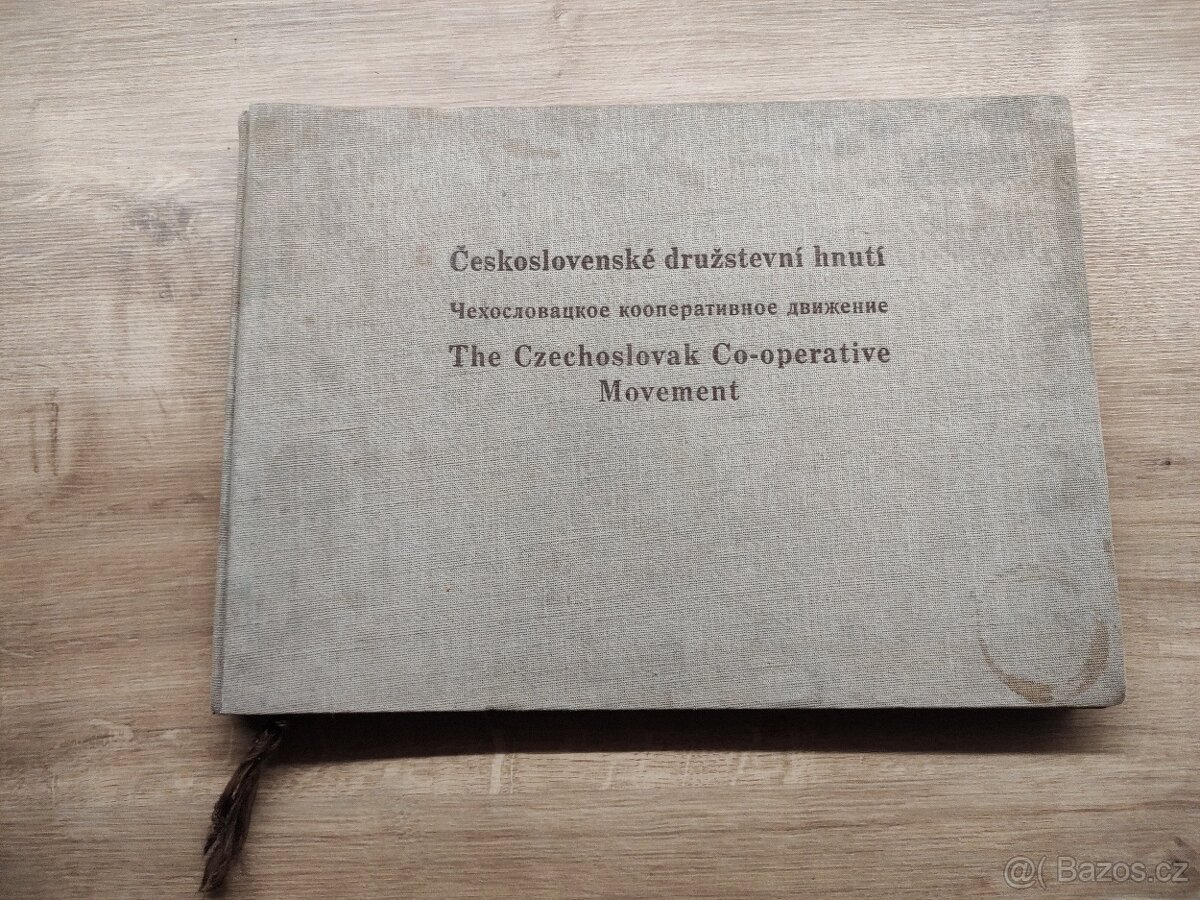 Československé družstevní hnutí
Чехословацкое кооперативное движение
The Czechoslovak Co-operative
Movement
@( Bazos.cz